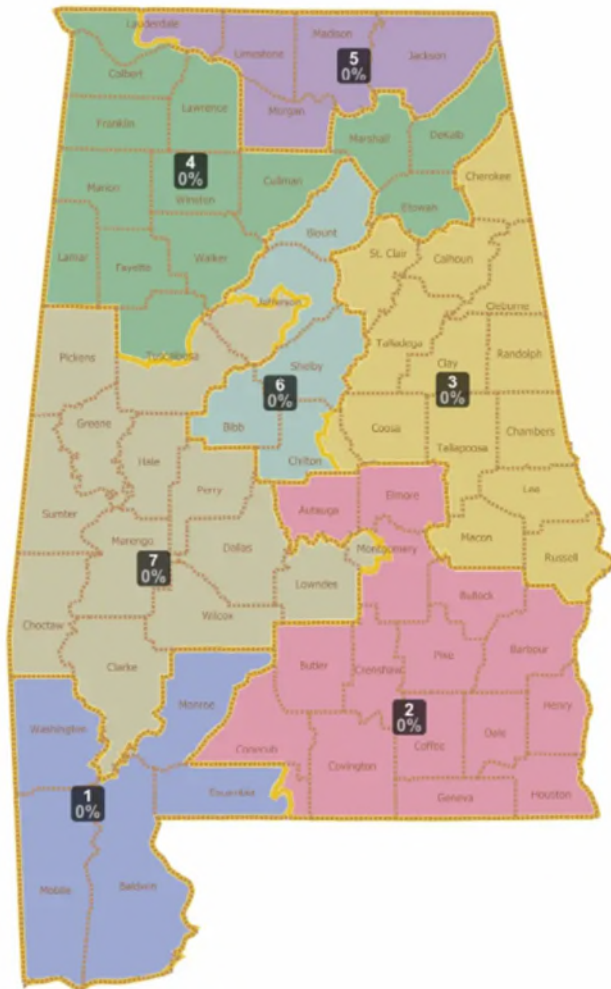 Lauderdale
Limestone
Madison
Jackson
5
0%
Colbert
Lawrence
Franklin
Morgan
Marshall
DeKalb
4
0%
Cherokee
Marion
Winston
Cullman
Etowah
Blount
Lamar
Fayette
Walker
St. Clair
Calhoun
Jefferson
Cleburne
Pickens
Tuscaloosa
Talladega
Randolph
Shelby
Clay
6
0%
3
0%
Greene
Bibb
Coosa
Tallapoosa
Chambers
Hale
Chilton
Perry
Lee
Sumter
Autauga
Elmore
Marengo
Dallas
Montgomery
Macon
Russell
7
0%
Lowndes
Bullock
Choctaw
Wilcox
Clarke
Butler
Crenshaw
Pike
Barbour
Monroe
Washington
2
0%
Henry
Conecuh
Coffee
Dale
Covington
1
0%
Escambia
Geneva
Houston
Mobile
Baldwin